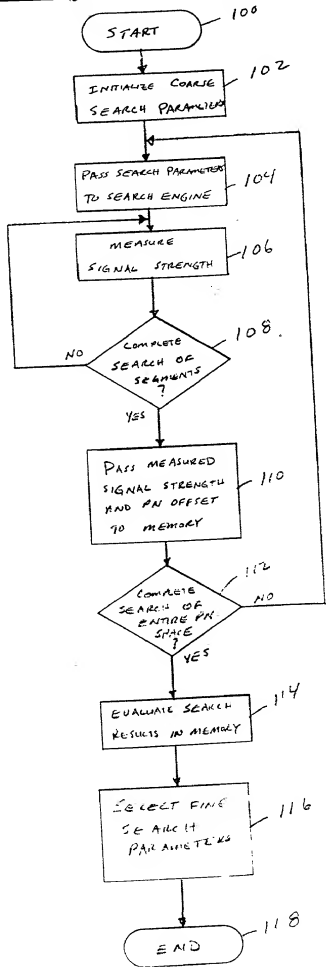 START
100
INITIALIZE COARSE
SEARCH PARAMETERS
102
PASS SEARCH PARAMETERS
TO SEARCH ENGINE
104
MEASURE
SIGNAL STRENGTH
106
COMPLETE
SEARCH OF
SEGMENTS
?
108
NO
YES
PASS MEASURED
SIGNAL STRENGTH
AND PN OFFSET
TO MEMORY
110
COMPLETE
SEARCH OF
ENTIRE PN
SPACE
?
112
NO
YES
EVALUATE SEARCH
RESULTS IN MEMORY
114
SELECT FINE
SEARCH
PARAMETERS
116
END
118